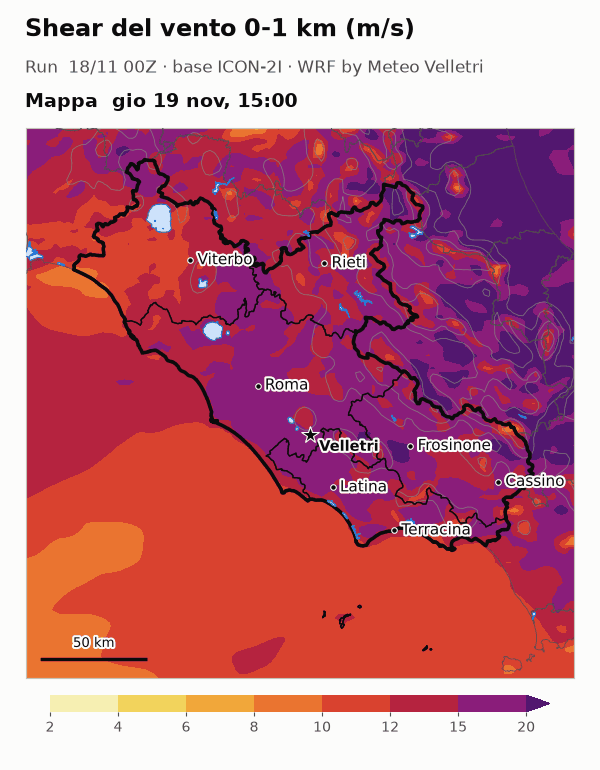 Shear del vento 0-1 km (m/s)
Run  18/11 00Z · base ICON-2I · WRF by Meteo Velletri
Mappa  gio 19 nov, 15:00
Viterbo
Rieti
Roma
Velletri
Frosinone
Cassino
Latina
Terracina
50 km
2 4 6 8 10 12 15 20